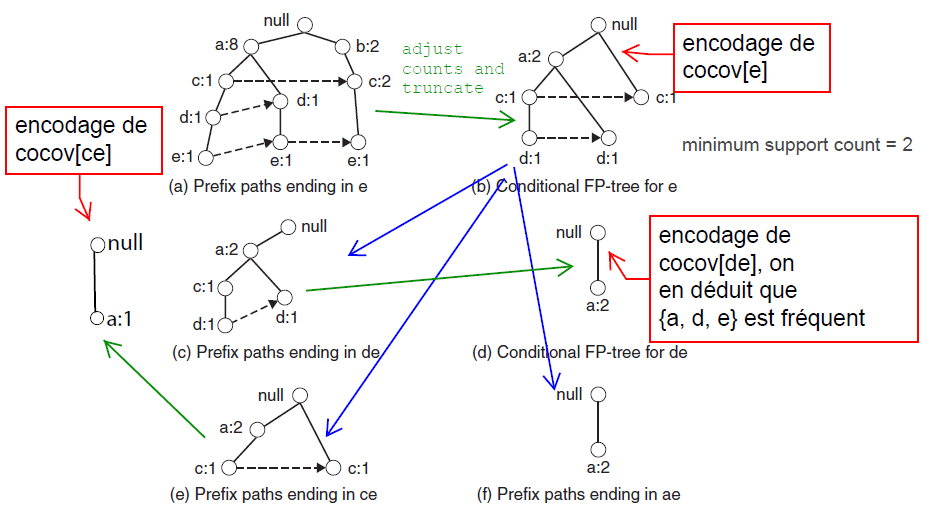 null
a:8
b:2
c:1
c:2
d:1
d:1
e:1
e:1
e:1
(a) Prefix paths ending in e
adjust
counts and
truncate
null
a:2
c:1
c:1
d:1
d:1
(b) Conditional FP-tree for e
encodage de
cocov[e]
minimum support count = 2
encodage de
cocov[ce]
null
a:1
null
a:2
c:1
d:1
d:1
(c) Prefix paths ending in de
null
a:2
(d) Conditional FP-tree for de
encodage de
cocov[de], on
en déduit que
{a, d, e} est fréquent
null
a:2
c:1
c:1
(e) Prefix paths ending in ce
null
a:2
(f) Prefix paths ending in ae